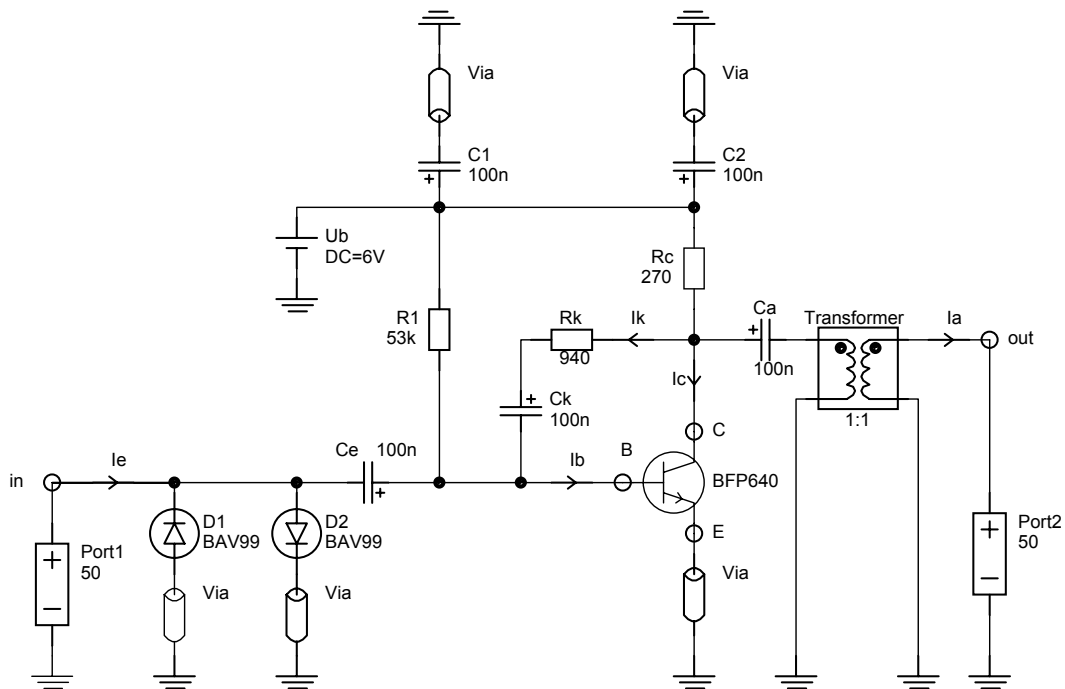 Via
Via
C1
100n
C2
100n
Ub
DC=6V
Rc
270
R1
53k
Rk
940
Ik
Ca
100n
Transformer
1:1
Ia
out
Ic
Ck
100n
C
Ce
100n
B
Ib
BFP640
in
Ie
D1
BAV99
D2
BAV99
E
Port1
50
Port2
50
Via
Via
Via